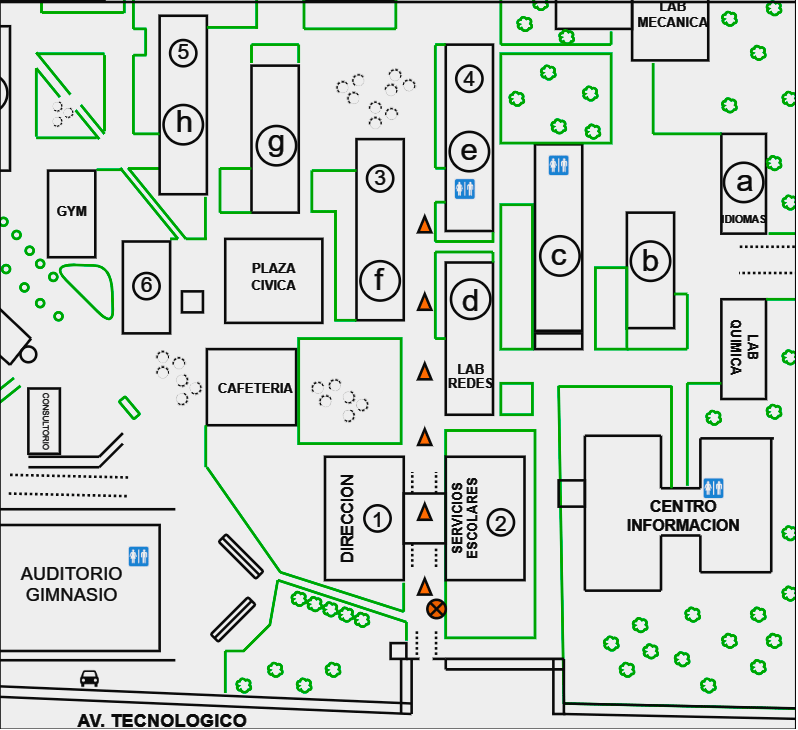 LAB
MECANICA
5
h
g
4
e
3
f
a
IDIOMAS
GYM
6
PLAZA
CIVICA
c
b
d
LAB
REDES
LAB
QUIMICA
CAFETERIA
CONSULTORIO
DIRECCION
1
SERVICIOS
ESCOLARES
2
CENTRO
INFORMACION
AUDITORIO
GIMNASIO
AV. TECNOLOGICO